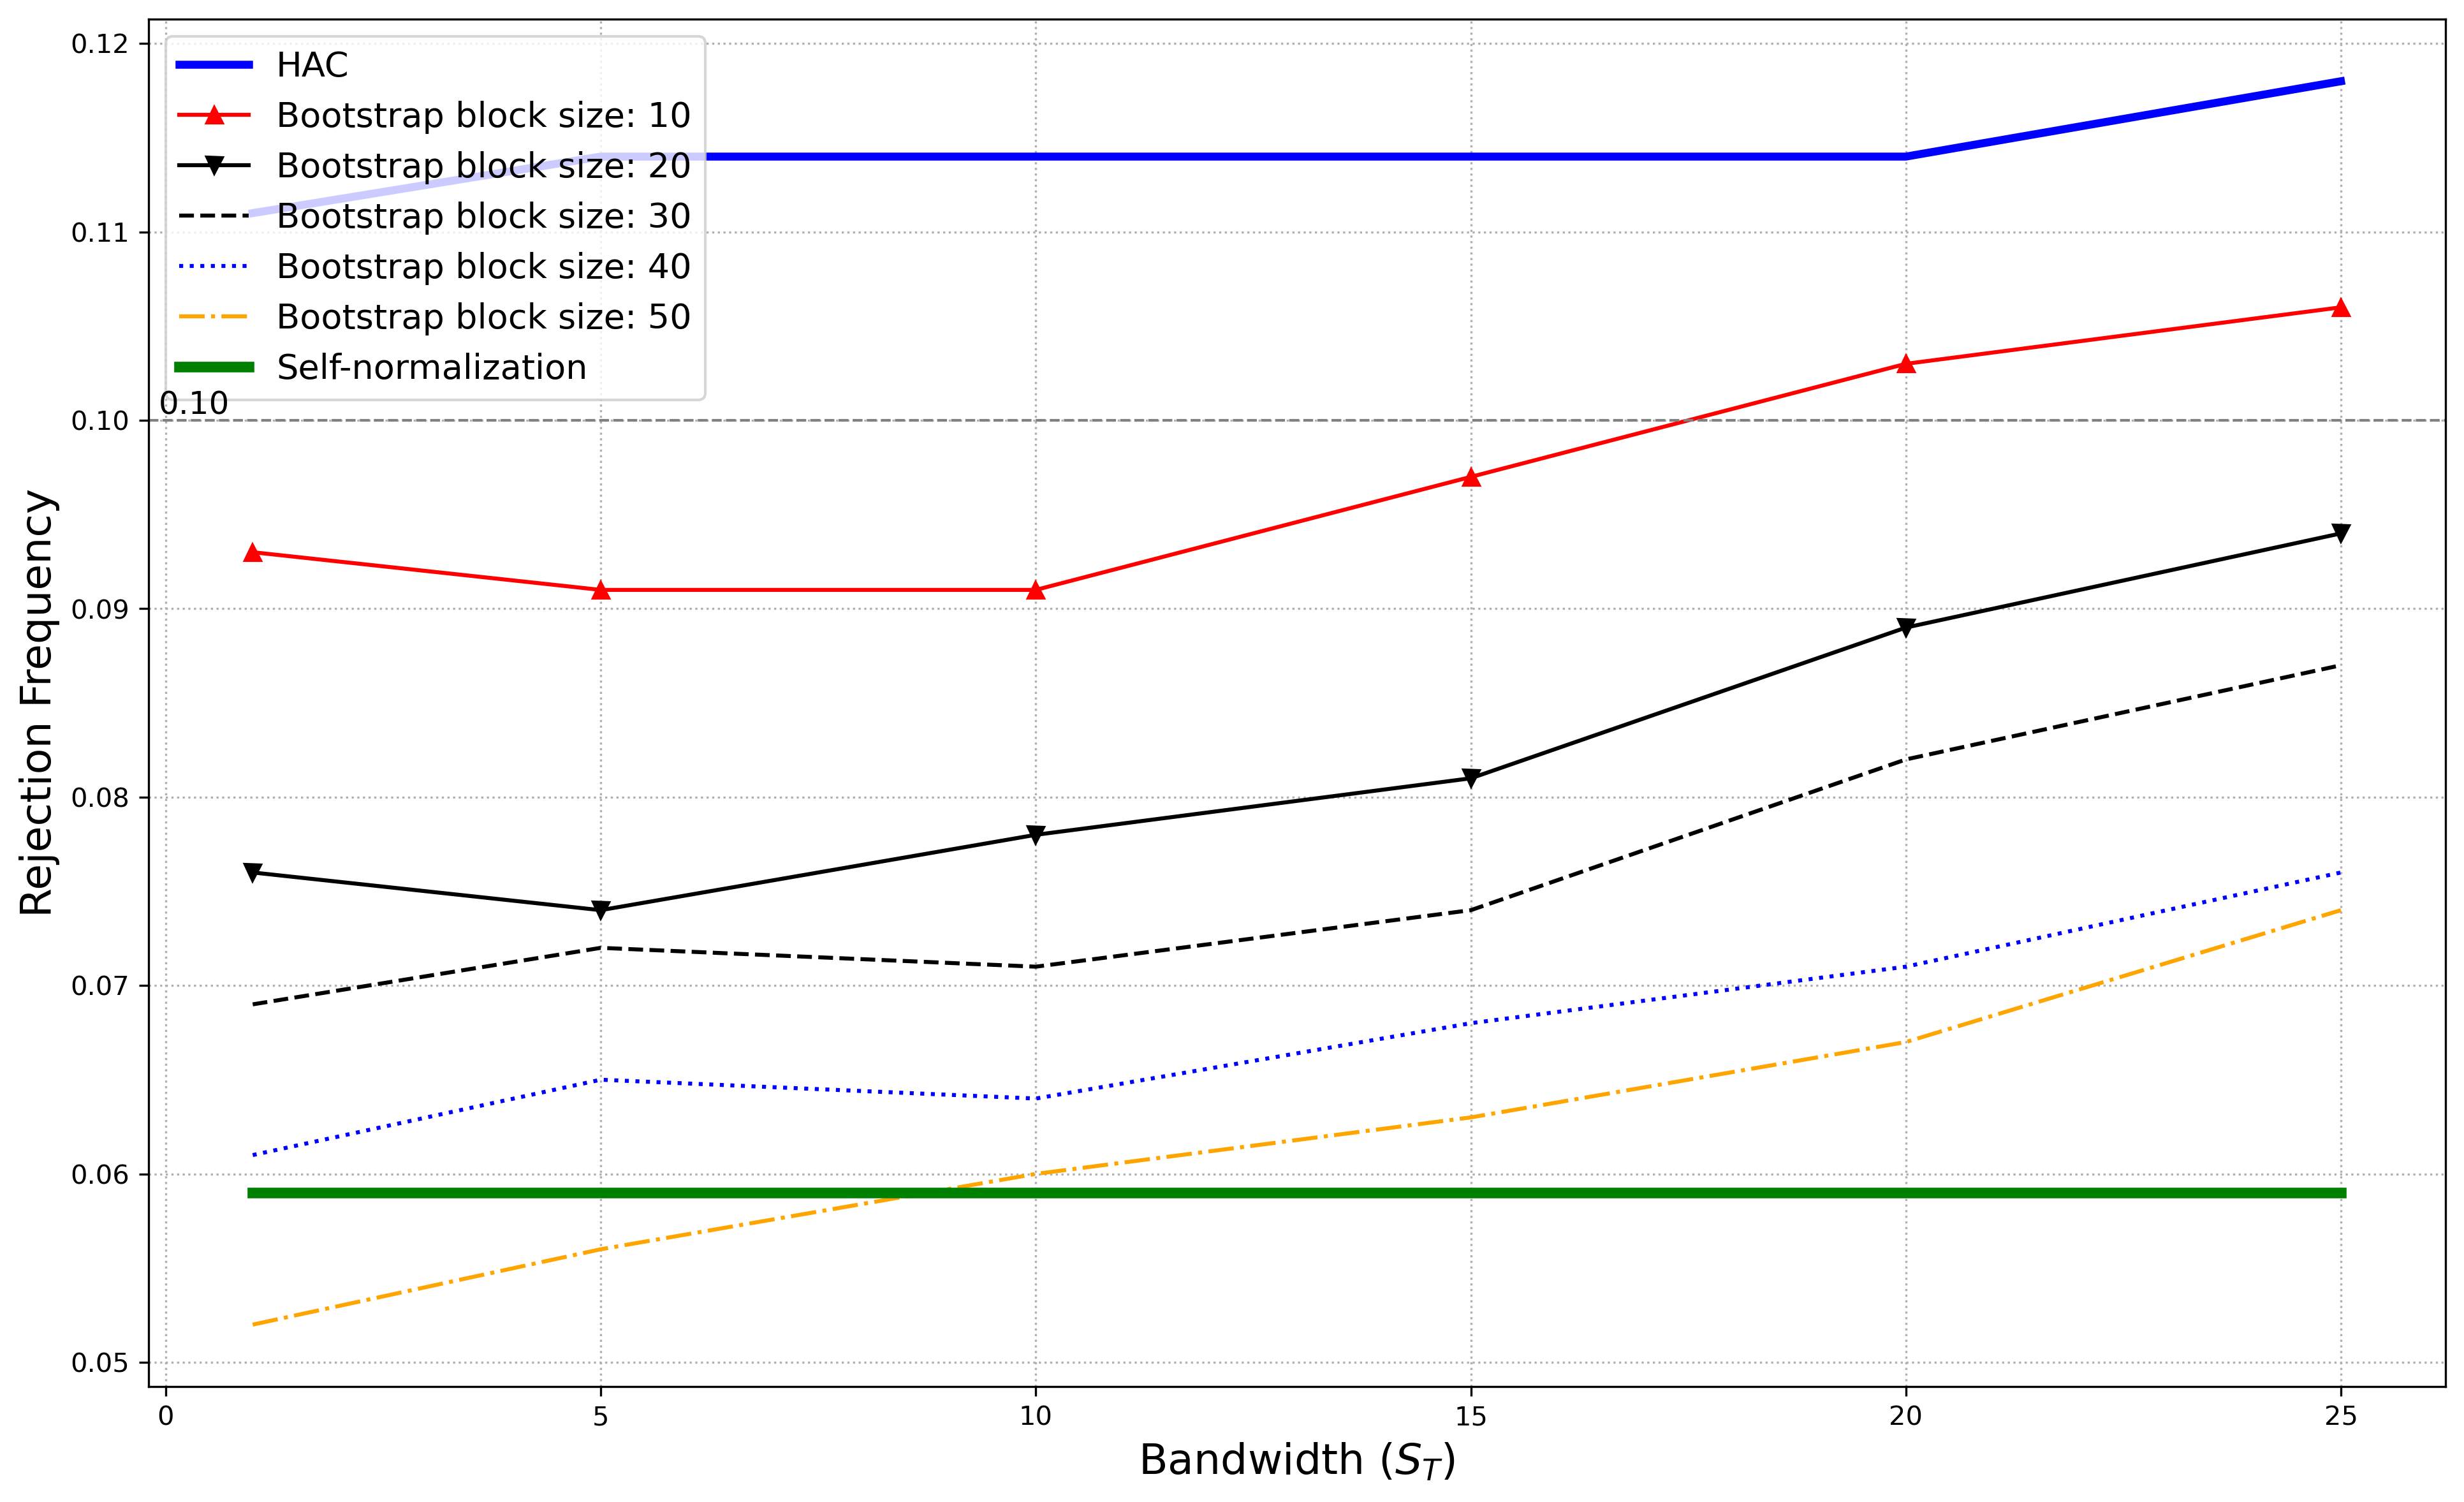 0.12
0.11
0.10
0.09
0.08
0.07
0.06
0.05
Rejection Frequency
HAC
Bootstrap block size: 10
Bootstrap block size: 20
Bootstrap block size: 30
Bootstrap block size: 40
Bootstrap block size: 50
Self-normalization
0.10
0 5 10 15 20 25
Bandwidth (S_T)